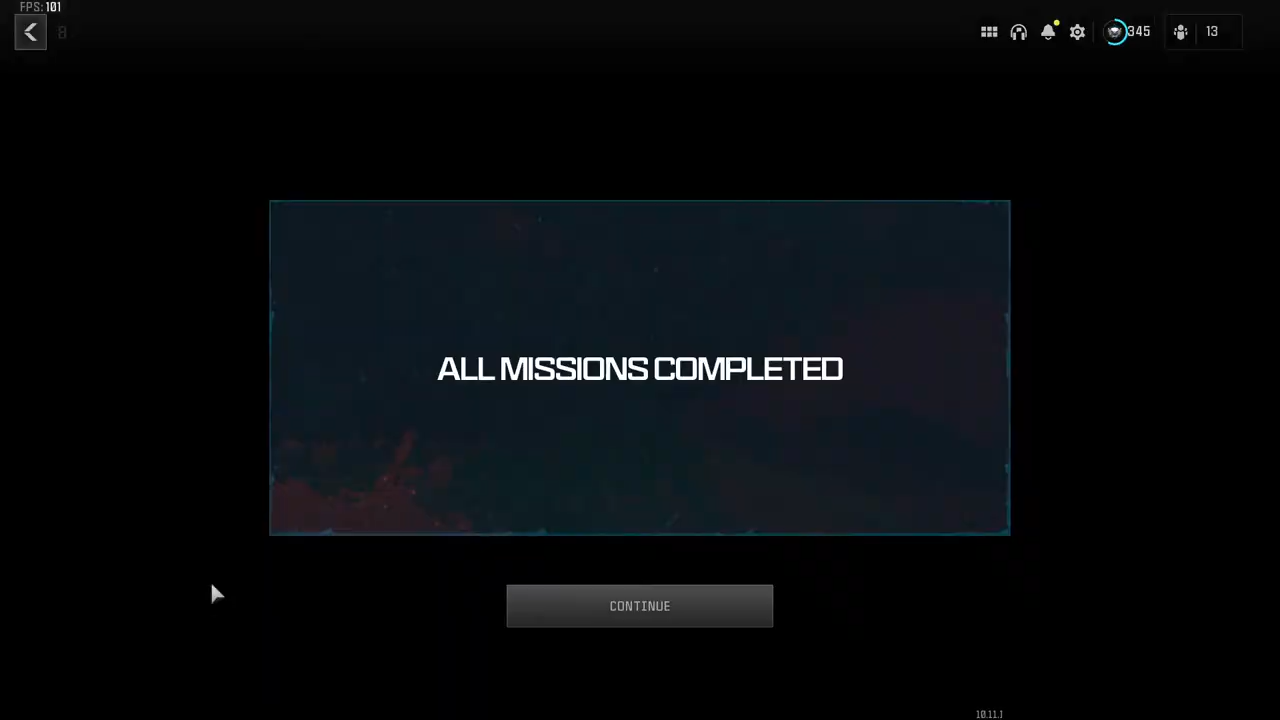 FPS: 101
345
13
ALL MISSIONS COMPLETED
CONTINUE
10.11.1